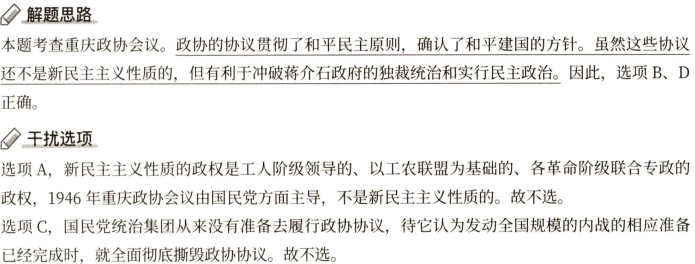 解题思路
本题考查重庆政协会议。政协的协议贯彻了和平民主原则，确认了和平建国的方针。虽然这些协议
还不是新民主主义性质的，但有利于冲破蒋介石政府的独裁统治和实行民主政治。因此，选项 B、D
正确。
干扰选项
选项 A，新民主主义性质的政权是工人阶级领导的、以工农联盟为基础的、各革命阶级联合专政的
政权，1946 年重庆政协会议由国民党方面主导，不是新民主主义性质的。故不选。
选项 C，国民党统治集团从来没有准备去履行政协协议，待它认为发动全国规模的内战的相应准备
已经完成时，就全面彻底撕毁政协协议。故不选。